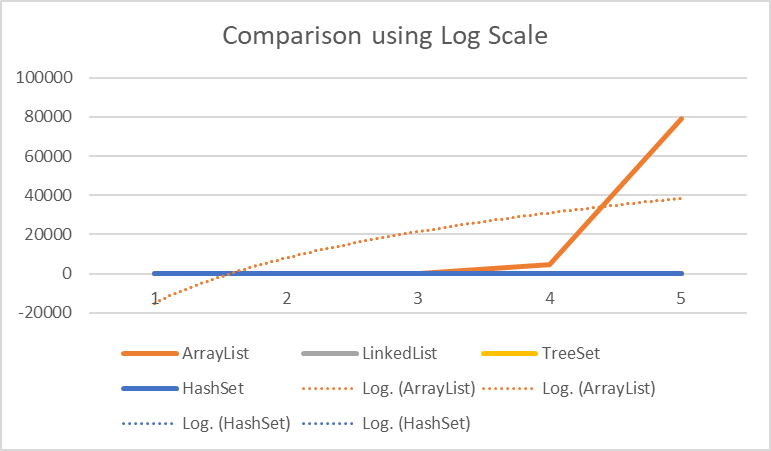 Comparison using Log Scale
100000
80000
60000
40000
20000
0
-20000
1 2 3 4 5
ArrayList LinkedList TreeSet
HashSet Log. (ArrayList) Log. (ArrayList)
Log. (HashSet) Log. (HashSet)